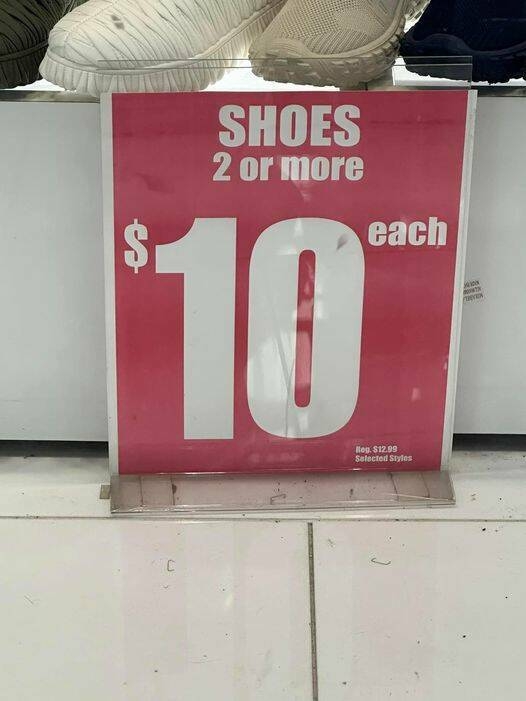 SHOES
2 or more
$10 each
Reg. $12.99
Selected Styles